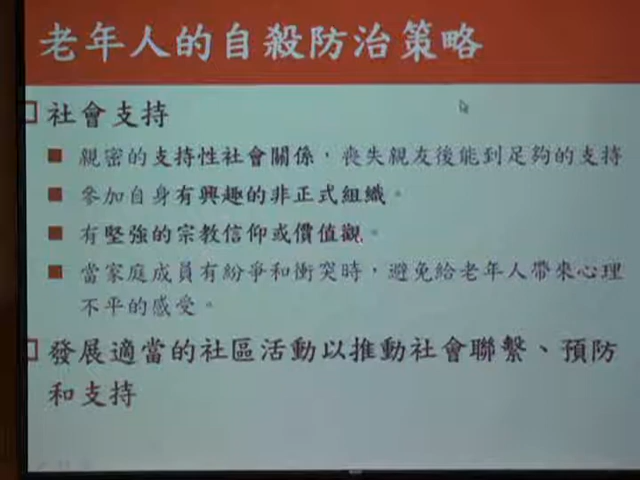 老年人的自殺防治策略
社會支持
親密的支持性社會關係，喪失親友後能到足夠的支持
參加自身有興趣的非正式組織。
有堅強的宗教信仰或價值觀。
當家庭成員有紛爭和衝突時，避免給老年人帶來心理
不平的感受。
發展適當的社區活動以推動社會聯繫、預防
和支持